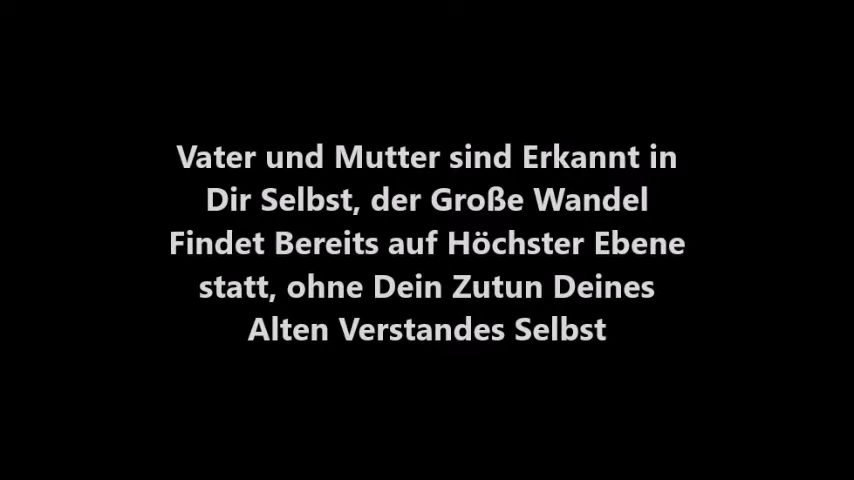 Vater und Mutter sind Erkannt in
Dir Selbst, der Große Wandel
Findet Bereits auf Höchster Ebene
statt, ohne Dein Zutun Deines
Alten Verstandes Selbst